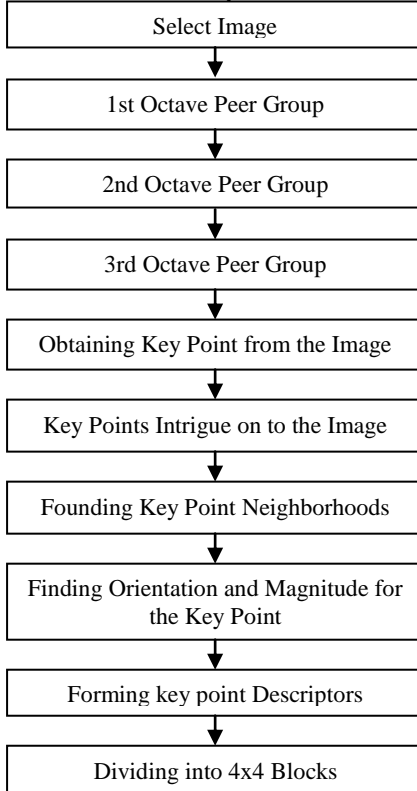 Select Image
1st Octave Peer Group
2nd Octave Peer Group
3rd Octave Peer Group
Obtaining Key Point from the Image
Key Points Intrigue on to the Image
Founding Key Point Neighborhoods
Finding Orientation and Magnitude for
the Key Point
Forming key point Descriptors
Dividing into 4x4 Blocks